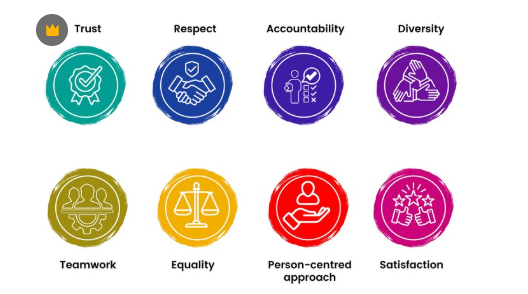 Trust
Respect
Accountability
Diversity
Teamwork
Equality
Person-centred
approach
Satisfaction